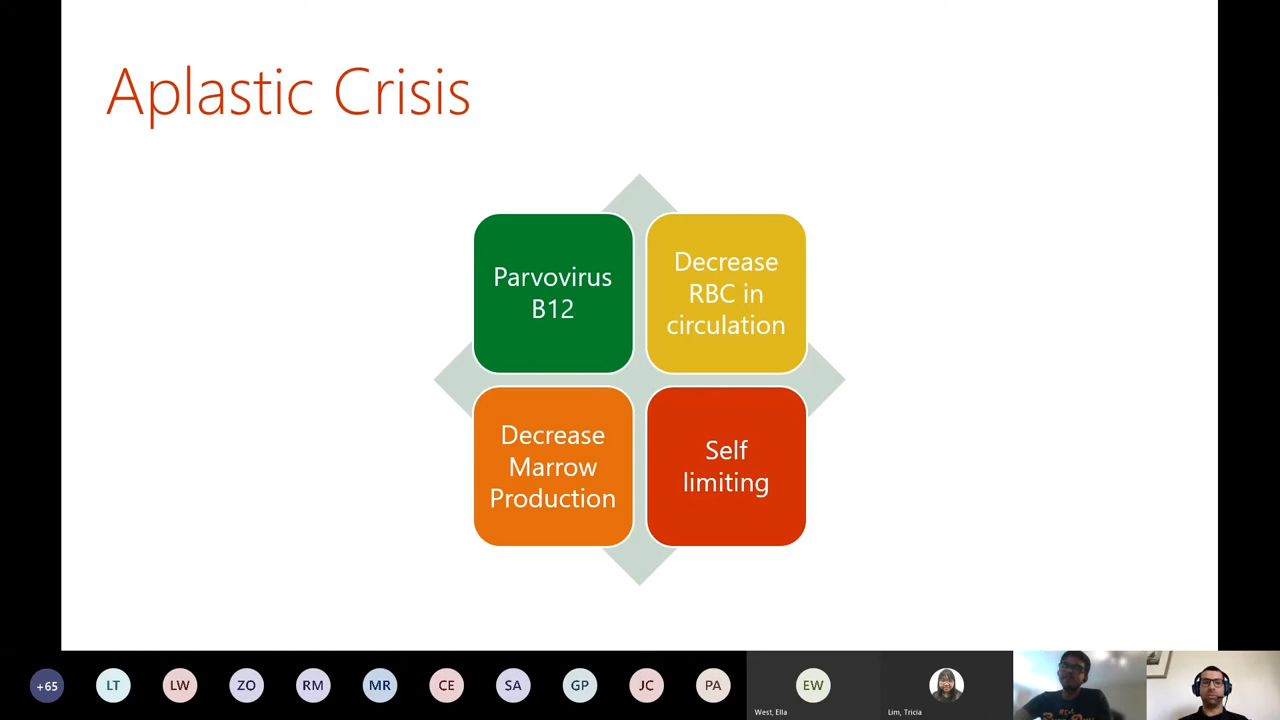 Aplastic Crisis
Parvovirus
B12
Decrease
RBC in
circulation
Decrease
Marrow
Production
Self
limiting
+65
LT
LW
ZO
RM
MR
CE
SA
GP
JC
PA
EW
West, Ella
Lim, Tricia